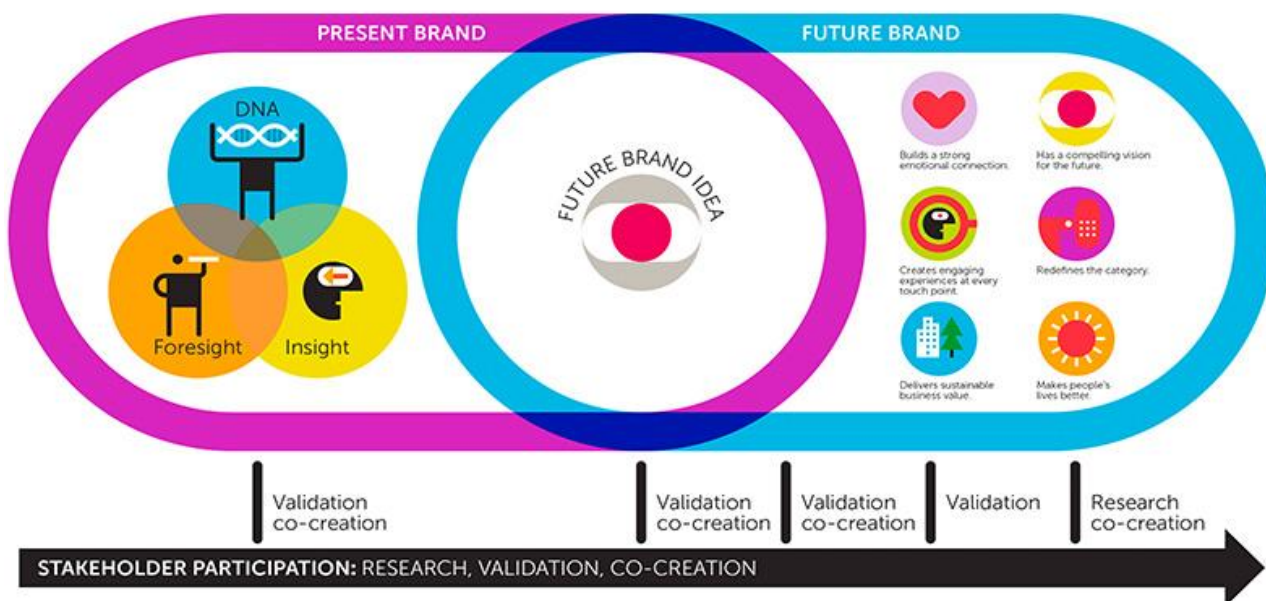 PRESENT BRAND
FUTURE BRAND
DNA
Foresight
Insight
FUTURE BRAND IDEA
Builds a strong
emotional connection.
Has a compelling vision
for the future.
Creates engaging
experiences at every
touch point.
Redefines the category.
Delivers sustainable
business value.
Makes people's
lives better.
Validation
co-creation
Validation
co-creation
Validation
co-creation
Validation
Research
co-creation
STAKEHOLDER PARTICIPATION: RESEARCH, VALIDATION, CO-CREATION